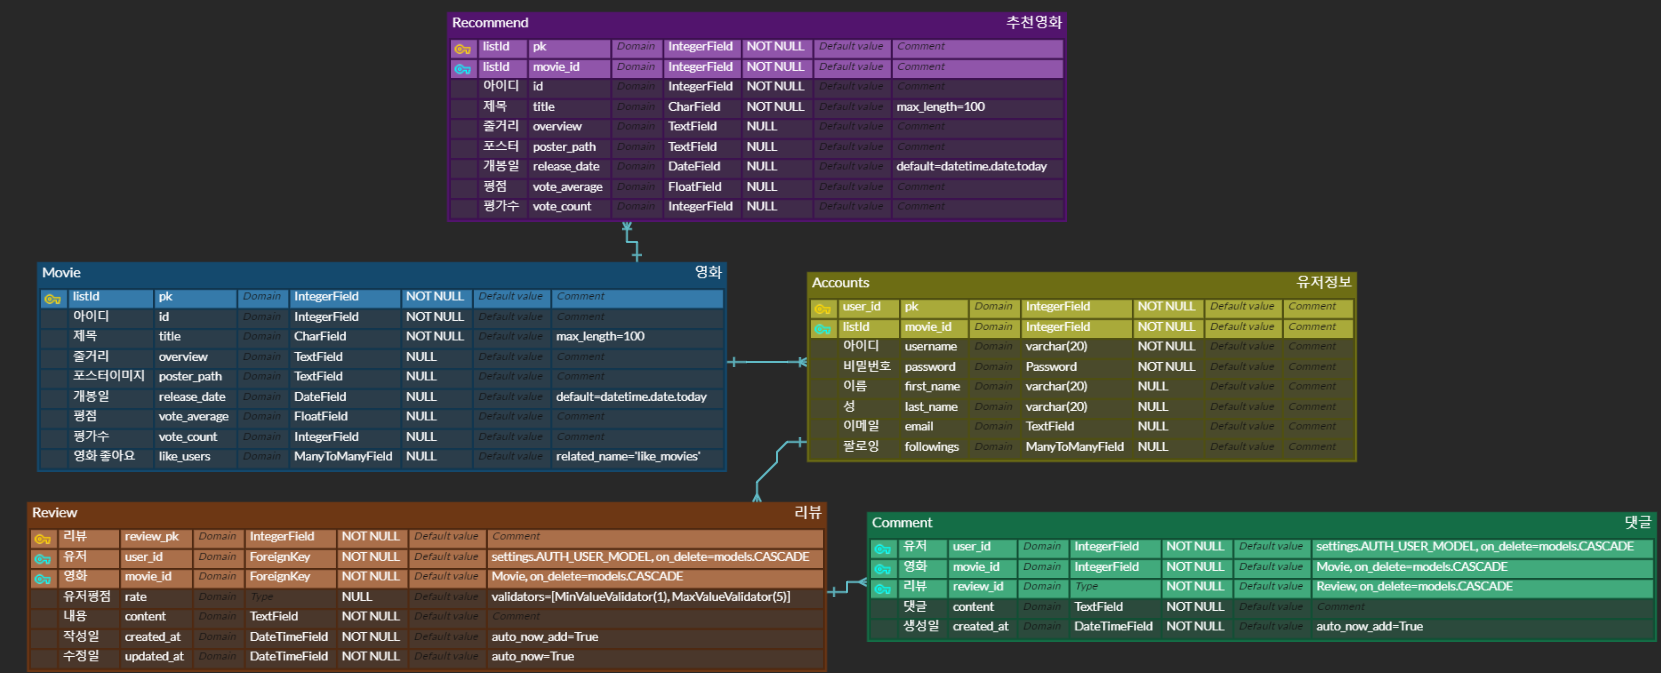 Recommend 추천영화
listId pk Domain IntegerField NOT NULL Default value Comment
listId movie_id Domain IntegerField NOT NULL Default value Comment
아이디 id Domain IntegerField NOT NULL Default value Comment
제목 title Domain CharField NOT NULL Default value max_length=100
줄거리 overview Domain TextField NULL Default value Comment
포스터 poster_path Domain TextField NULL Default value Comment
개봉일 release_date Domain DateField NULL Default value default=datetime.date.today
평점 vote_average Domain FloatField NULL Default value Comment
평가수 vote_count Domain IntegerField NULL Default value Comment
Movie 영화
listId pk Domain IntegerField NOT NULL Default value Comment
아이디 id Domain IntegerField NOT NULL Default value Comment
제목 title Domain CharField NOT NULL Default value max_length=100
줄거리 overview Domain TextField NULL Default value Comment
포스터이미지 poster_path Domain TextField NULL Default value Comment
개봉일 release_date Domain DateField NULL Default value default=datetime.date.today
평점 vote_average Domain FloatField NULL Default value Comment
평가수 vote_count Domain IntegerField NULL Default value Comment
영화 좋아요 like_users Domain ManyToManyField NULL Default value related_name='like_movies'
Accounts 유저정보
user_id pk Domain IntegerField NOT NULL Default value Comment
listId movie_id Domain IntegerField NOT NULL Default value Comment
아이디 username Domain varchar(20) NOT NULL Default value Comment
비밀번호 password Domain Password NOT NULL Default value Comment
이름 first_name Domain varchar(20) NULL Default value Comment
성 last_name Domain varchar(20) NULL Default value Comment
이메일 email Domain TextField NULL Default value Comment
팔로잉 followings Domain ManyToManyField NULL Default value Comment
Review 리뷰
리뷰 review_pk Domain IntegerField NOT NULL Default value Comment
유저 user_id Domain ForeignKey NOT NULL Default value settings.AUTH_USER_MODEL, on_delete=models.CASCADE
영화 movie_id Domain ForeignKey NOT NULL Default value Movie, on_delete=models.CASCADE
유저평점 rate Domain Type NULL Default value validators=[MinValueValidator(1), MaxValueValidator(5)]
내용 content Domain TextField NOT NULL Default value Comment
작성일 created_at Domain DateTimeField NOT NULL Default value auto_now_add=True
수정일 updated_at Domain DateTimeField NOT NULL Default value auto_now=True
Comment 댓글
유저 user_id Domain IntegerField NOT NULL Default value settings.AUTH_USER_MODEL, on_delete=models.CASCADE
영화 movie_id Domain IntegerField NOT NULL Default value Movie, on_delete=models.CASCADE
리뷰 review_id Domain Type NOT NULL Default value Review, on_delete=models.CASCADE
댓글 content Domain TextField NOT NULL Default value Comment
생성일 created_at Domain DateTimeField NOT NULL Default value auto_now_add=True